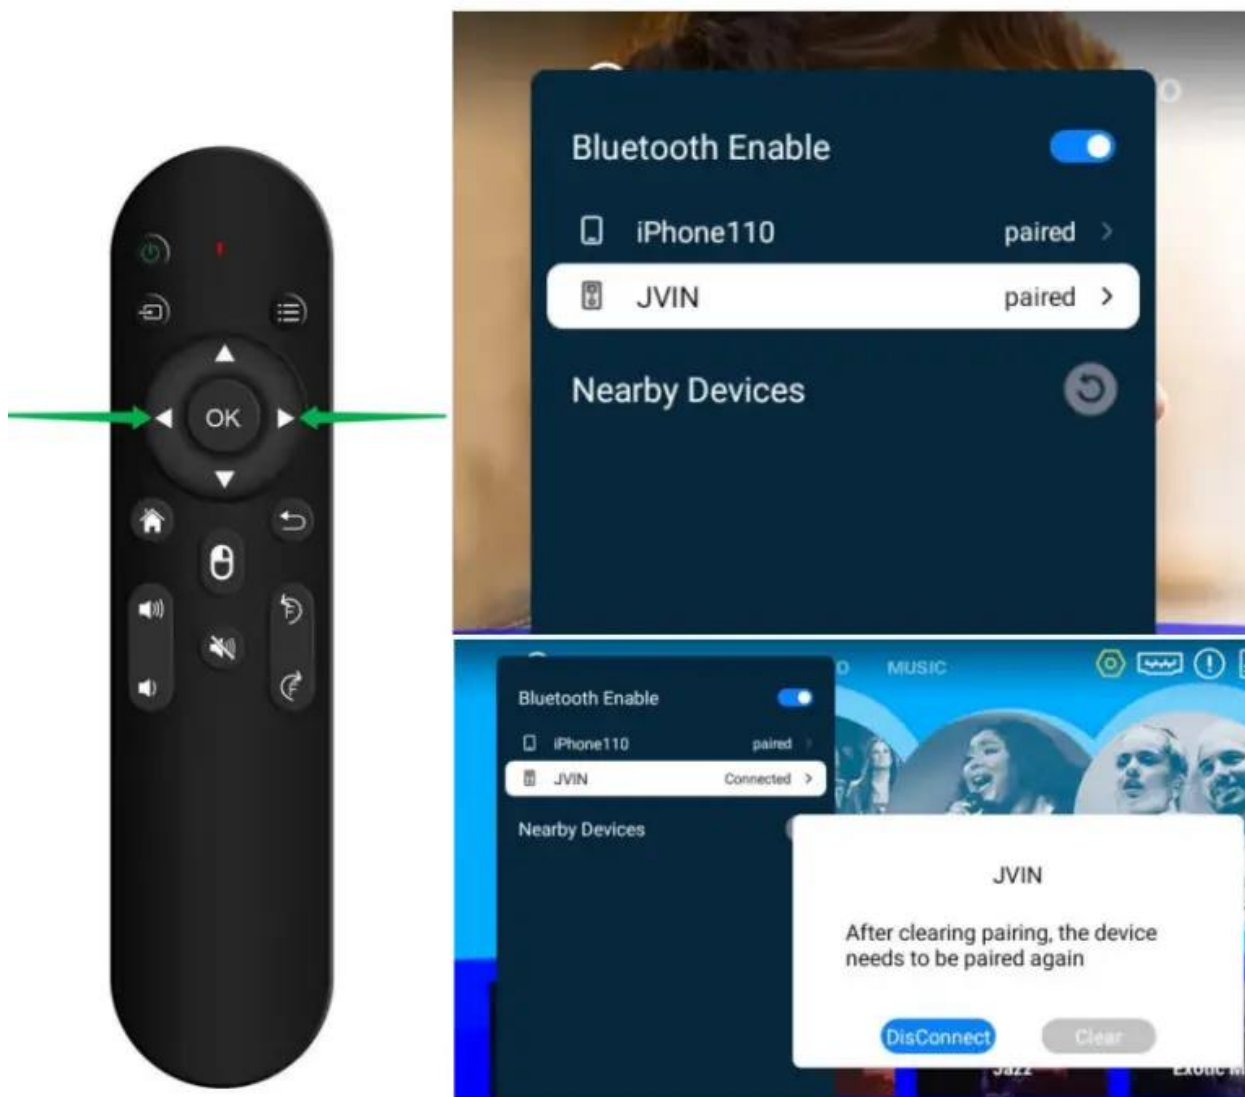 OK
Bluetooth Enable
iPhone110 paired
JVIN paired
Nearby Devices
MUSIC
Bluetooth Enable
iPhone110 paired
JVIN Connected
Nearby Devices
JVIN
After clearing pairing, the device
needs to be paired again
DisConnect Clear
Jazz